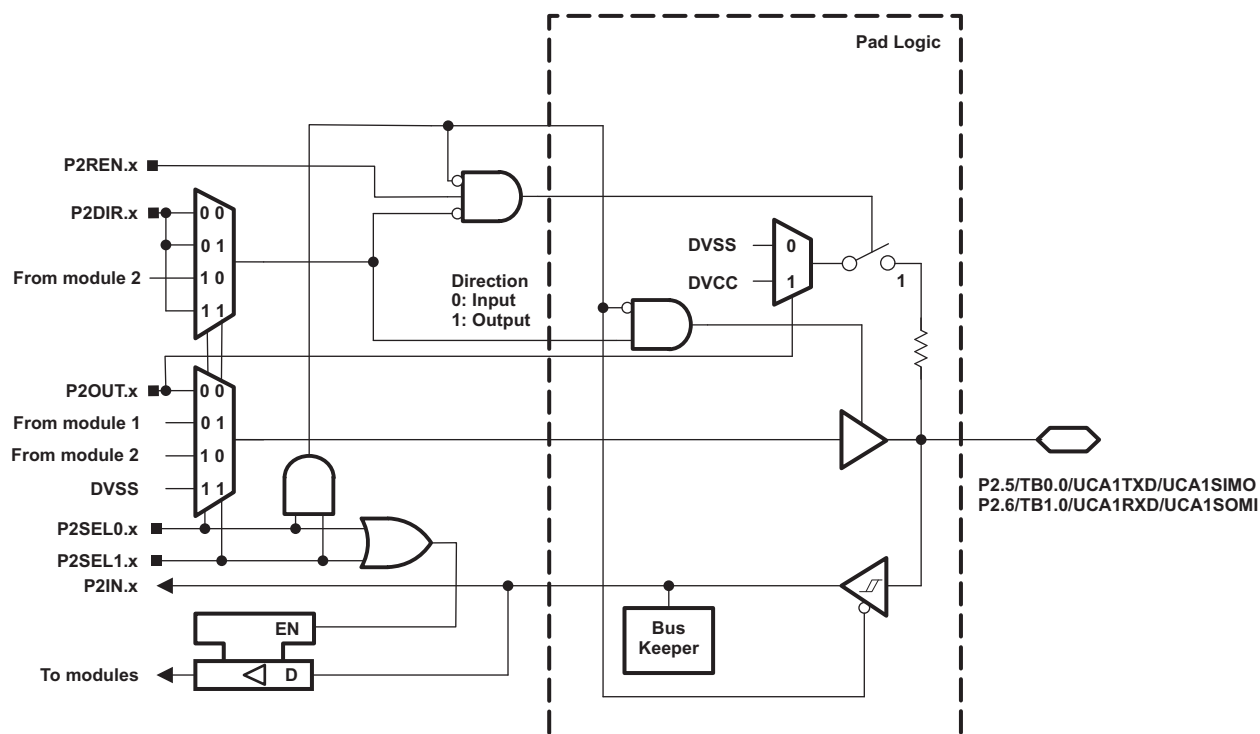 Pad Logic
P2REN.x
P2DIR.x
0 0
0 1
From module 2
1 0
1 1
Direction
0: Input
1: Output
DVSS
0
DVCC
1
1
P2OUT.x
0 0
From module 1
0 1
From module 2
1 0
DVSS
1 1
P2.5/TB0.0/UCA1TXD/UCA1SIMO
P2.6/TB1.0/UCA1RXD/UCA1SOMI
P2SEL0.x
P2SEL1.x
P2IN.x
EN
Bus
Keeper
To modules
D